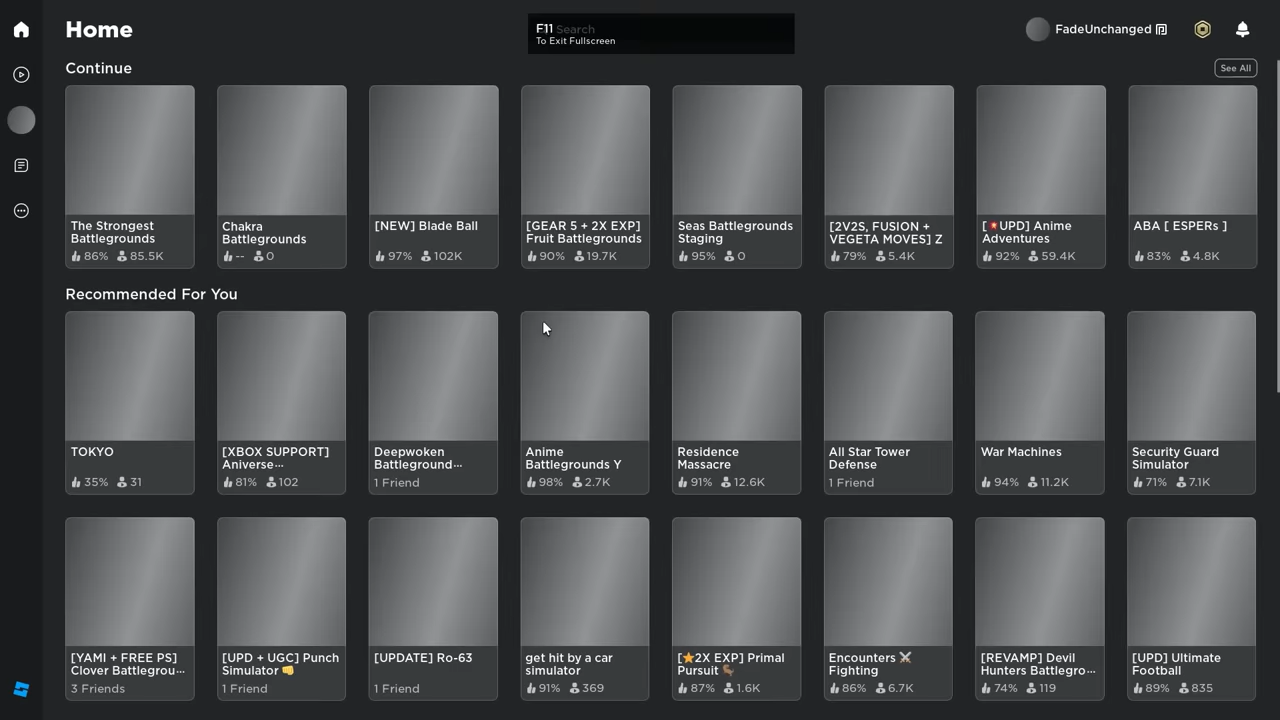 Home
F11 Search
To Exit Fullscreen
FadeUnchanged
Continue
See All
The Strongest
Battlegrounds
86% 85.5K
Chakra
Battlegrounds
-- 0
[NEW] Blade Ball
97% 102K
[GEAR 5 + 2X EXP]
Fruit Battlegrounds
90% 19.7K
Seas Battlegrounds
Staging
95% 0
[2V2S, FUSION +
VEGETA MOVES] Z
79% 5.4K
[💥UPD] Anime
Adventures
92% 59.4K
ABA [ ESPERs ]
83% 4.8K
Recommended For You
TOKYO
35% 31
[XBOX SUPPORT]
Aniverse...
81% 102
Deepwoken
Battleground...
1 Friend
Anime
Battlegrounds Y
98% 2.7K
Residence
Massacre
91% 12.6K
All Star Tower
Defense
1 Friend
War Machines
94% 11.2K
Security Guard
Simulator
71% 7.1K
[YAMI + FREE PS]
Clover Battlegrou...
3 Friends
[UPD + UGC] Punch
Simulator 👊
1 Friend
[UPDATE] Ro-63
1 Friend
get hit by a car
simulator
91% 369
[⭐2X EXP] Primal
Pursuit 🦖
87% 1.6K
Encounters ⚔️
Fighting
86% 6.7K
[REVAMP] Devil
Hunters Battlegro...
74% 119
[UPD] Ultimate
Football
89% 835